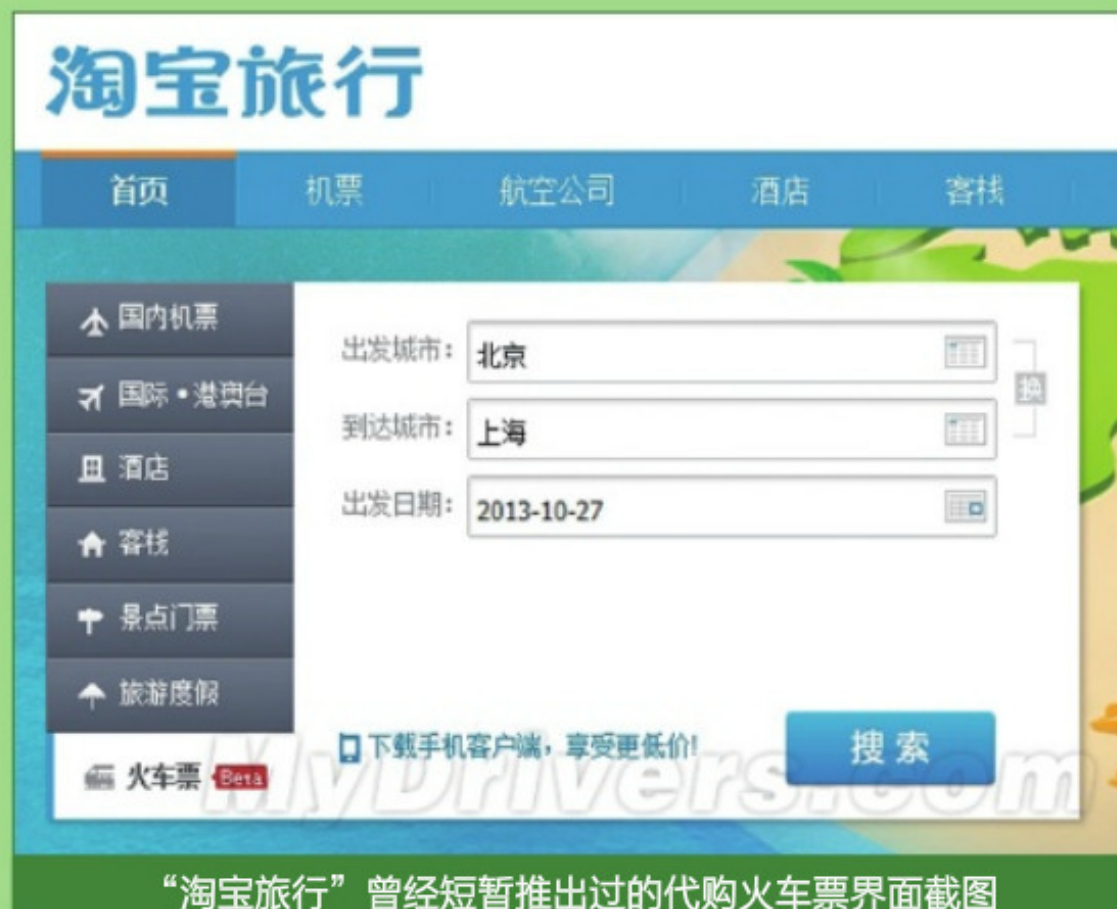 淘宝旅行
首页 机票 航空公司 酒店 客栈
国内机票
国际·港澳台
酒店
客栈
景点门票
旅游度假
火车票 Beta
出发城市: 北京
到达城市: 上海
换
出发日期: 2013-10-27
下载手机客户端，享受更低价!
搜索
MyDrivers.com
“淘宝旅行”曾经短暂推出过的代购火车票界面截图